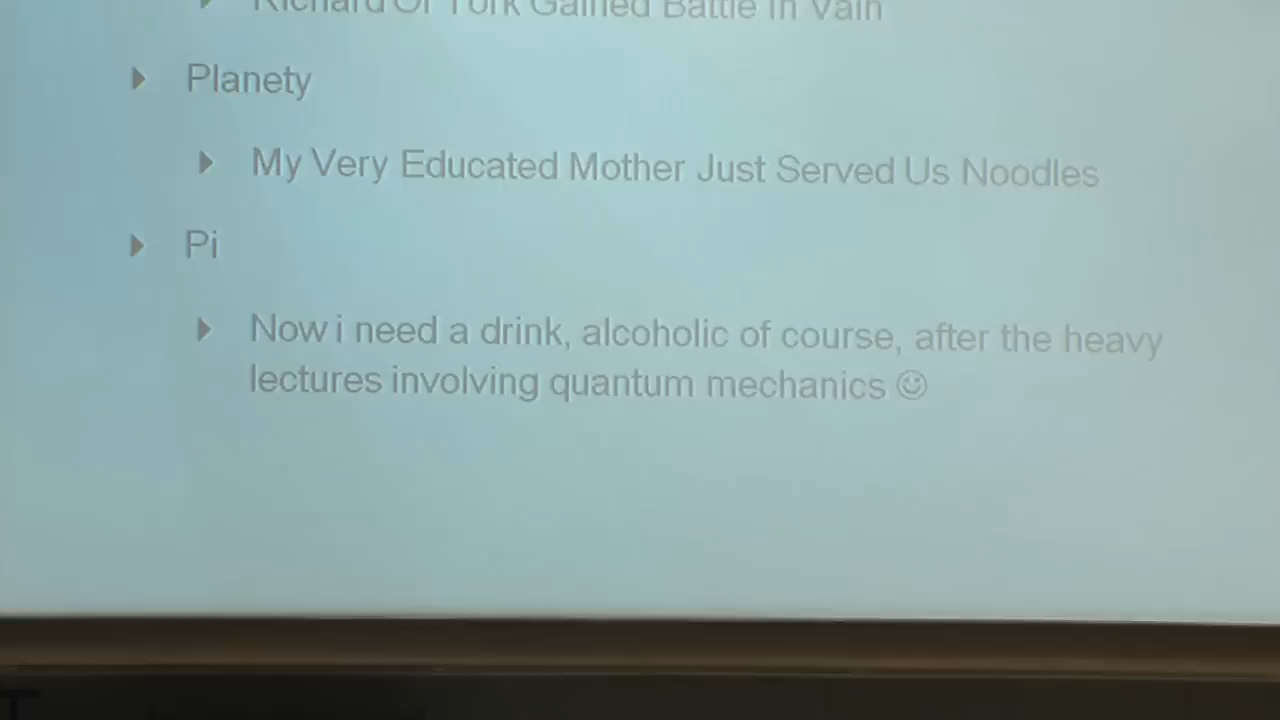 Richard Of York Gained Battle In Vain
Planety
My Very Educated Mother Just Served Us Noodles
Pi
Now i need a drink, alcoholic of course, after the heavy
lectures involving quantum mechanics ☺